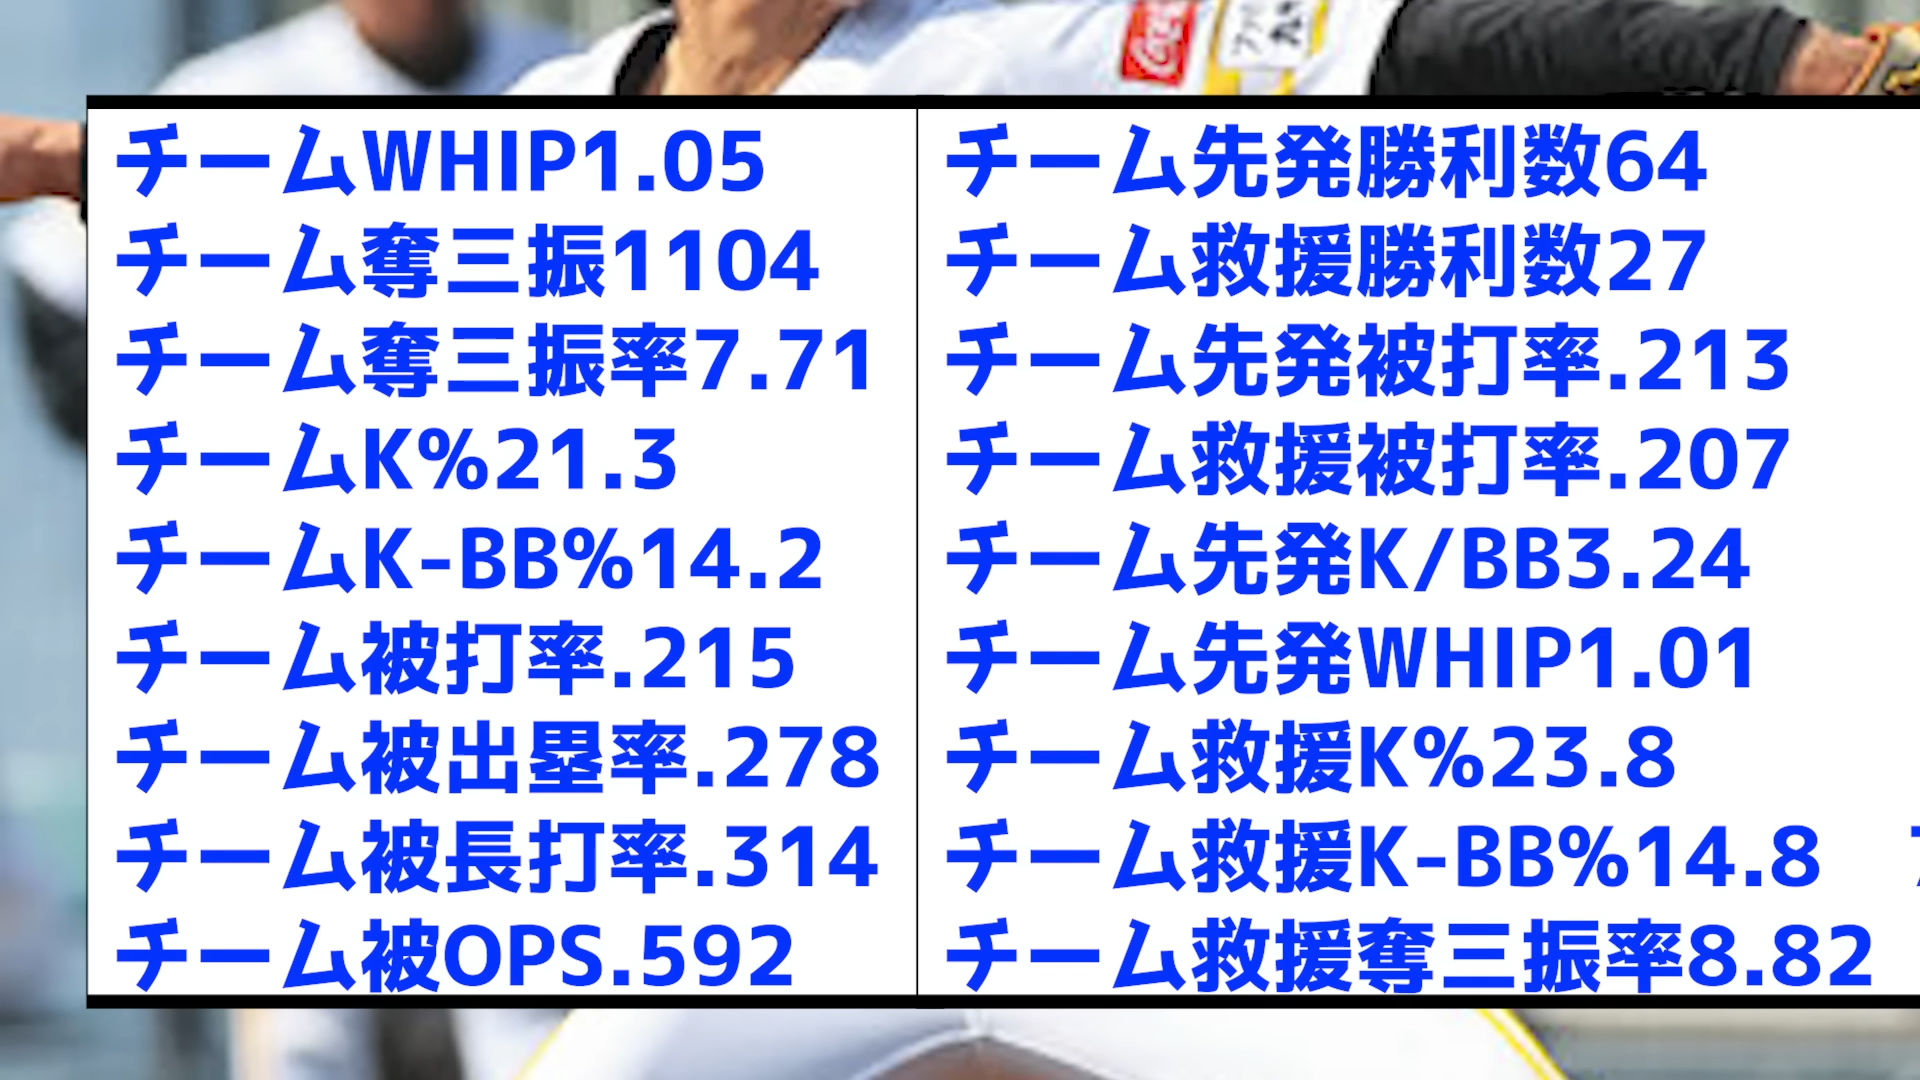 チームWHIP1.05
チーム奪三振1104
チーム奪三振率7.71
チームK%21.3
チームK-BB%14.2
チーム被打率.215
チーム被出塁率.278
チーム被長打率.314
チーム被OPS.592
チーム先発勝利数64
チーム救援勝利数27
チーム先発被打率.213
チーム救援被打率.207
チーム先発K/BB3.24
チーム先発WHIP1.01
チーム救援K%23.8
チーム救援K-BB%14.8
チーム救援奪三振率8.82